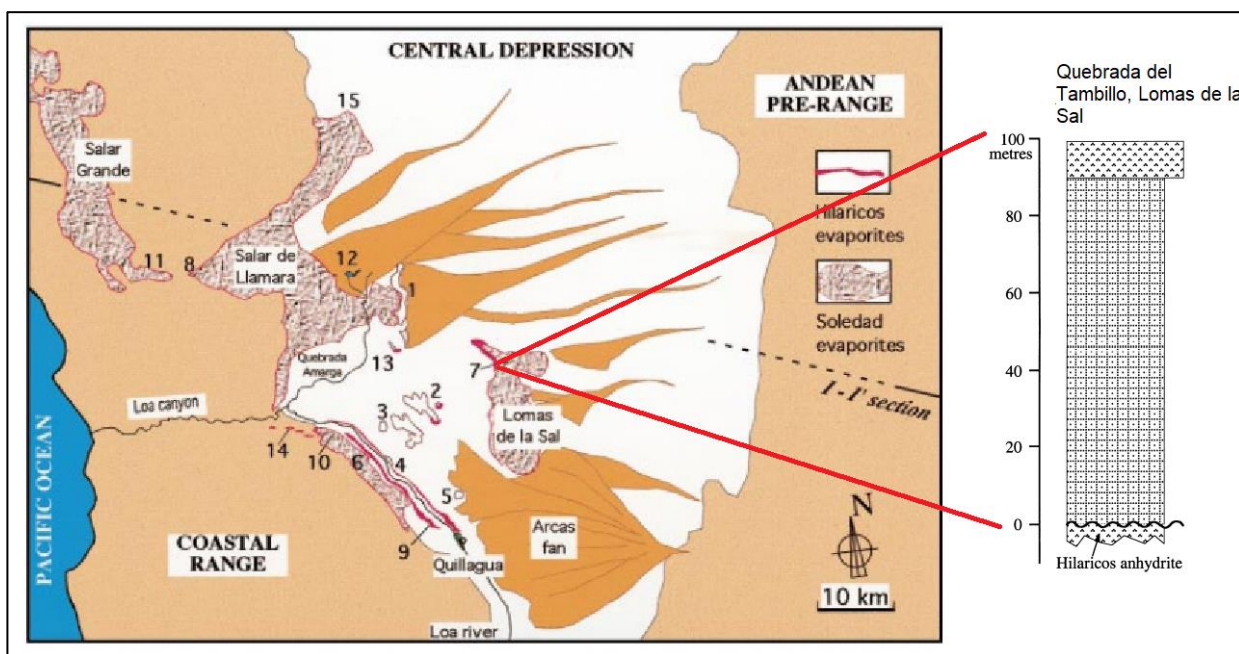 CENTRAL DEPRESSION
ANDEAN
PRE-RANGE
15
Salar
Grande
Hilaricos
evaporites
11
8
Salar de
Llamara
12
1
Soledad
evaporites
Quebrada
Amarga
13
7
I - I' section
Loa canyon
2
3
Lomas
de la Sal
14
10
6
4
5
9
Arcas
fan
N
PACIFIC OCEAN
COASTAL
RANGE
Quillagua
10 km
Loa river
Quebrada del
Tambillo, Lomas de la
Sal
100
metres
80
60
40
20
0
Hilaricos anhydrite